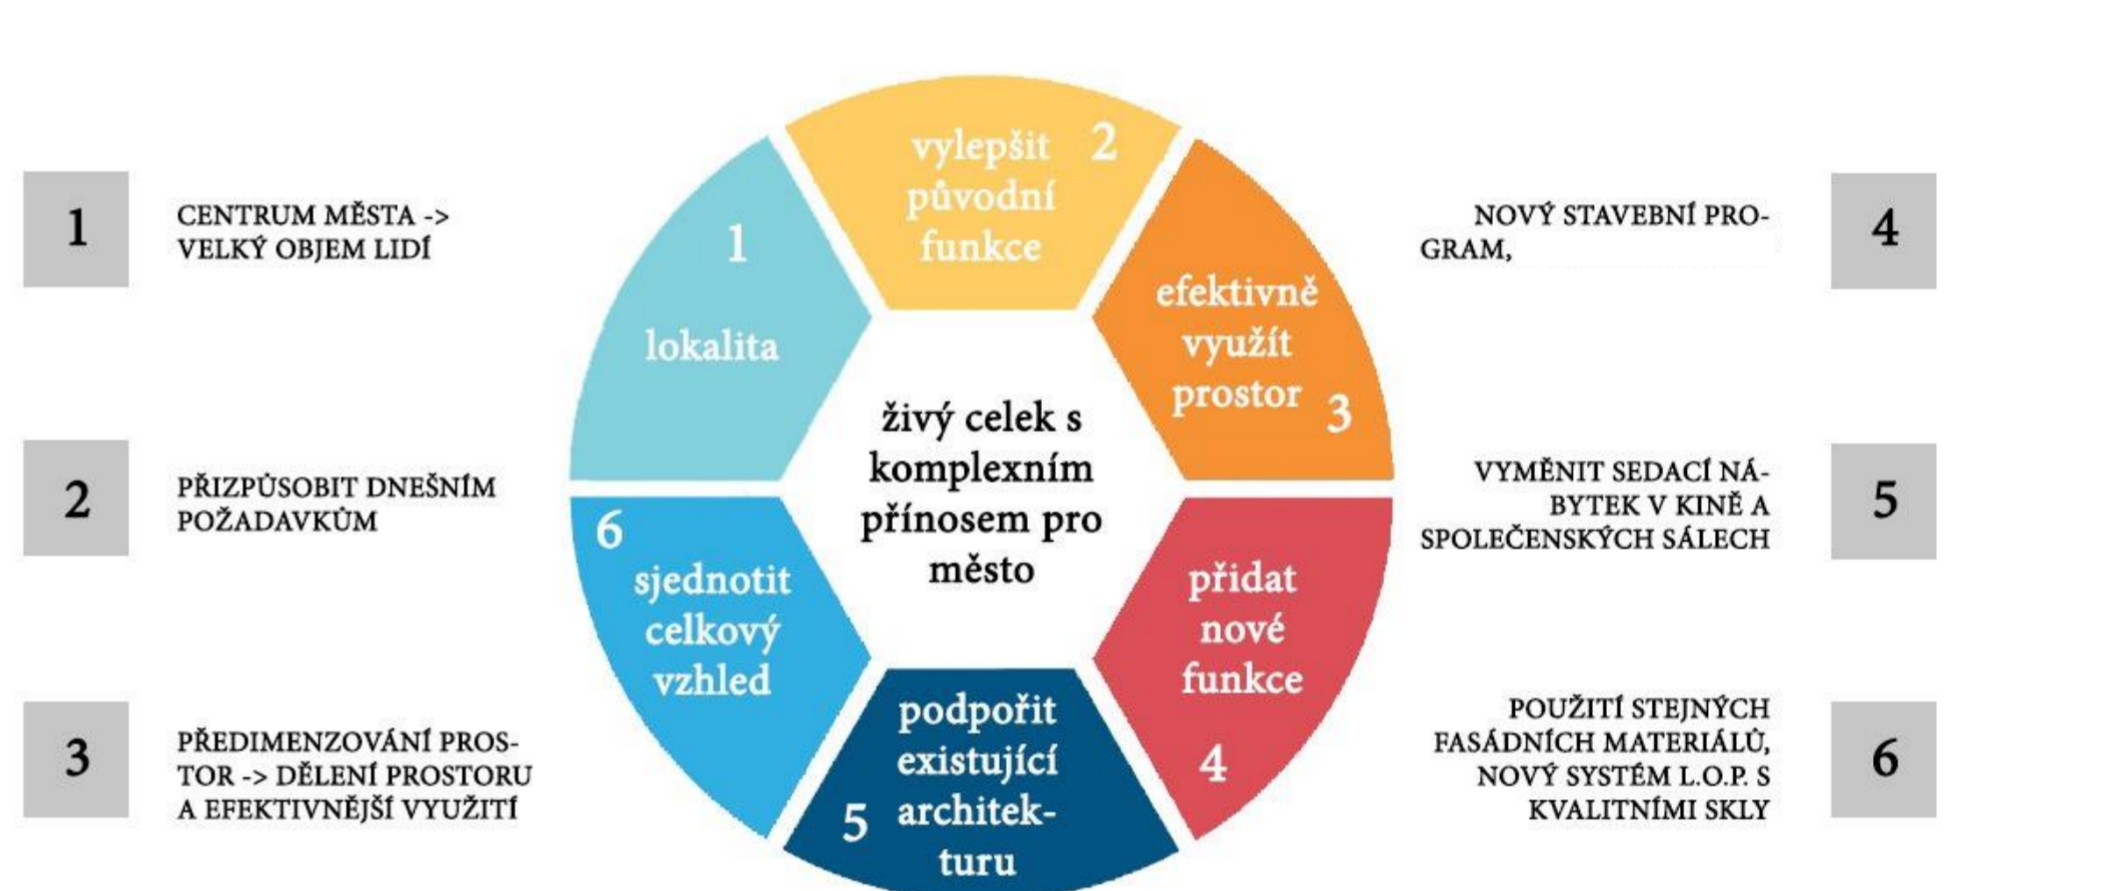 1
CENTRUM MĚSTA ->
VELKÝ OBJEM LIDÍ
2
PŘIZPŮSOBIT DNEŠNÍM
POŽADAVKŮM
3
PŘEDIMENZOVÁNÍ PROS-
TOR -> DĚLENÍ PROSTORU
A EFEKTIVNĚJŠÍ VYUŽITÍ
1
lokalita
vylepšit 2
původní
funkce
efektivně
využít
prostor 3
přidat
nové
funkce
4
podpořit
existující
5 architek-
turu
6
sjednotit
celkový
vzhled
živý celek s
komplexním
přínosem pro
město
NOVÝ STAVEBNÍ PRO-
GRAM,
4
VYMĚNIT SEDACÍ NÁ-
BYTEK V KINĚ A
SPOLEČENSKÝCH SÁLECH
5
POUŽITÍ STEJNÝCH
FASÁDNÍCH MATERIÁLŮ,
NOVÝ SYSTÉM L.O.P. S
KVALITNÍMI SKLY
6